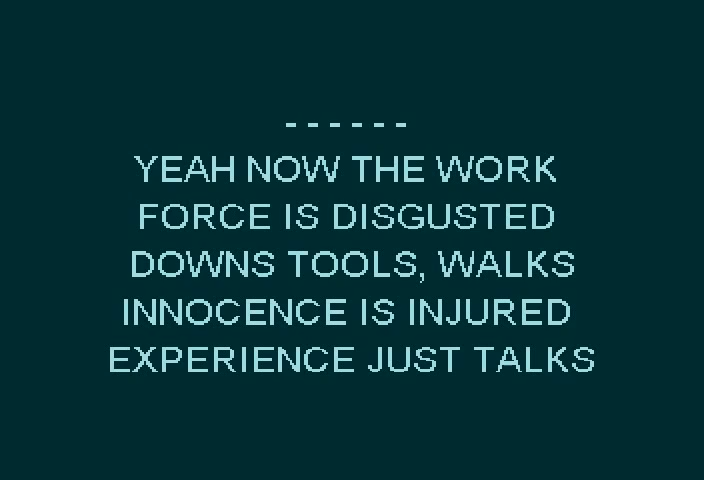 ------
YEAH NOW THE WORK
FORCE IS DISGUSTED
DOWNS TOOLS, WALKS
INNOCENCE IS INJURED
EXPERIENCE JUST TALKS